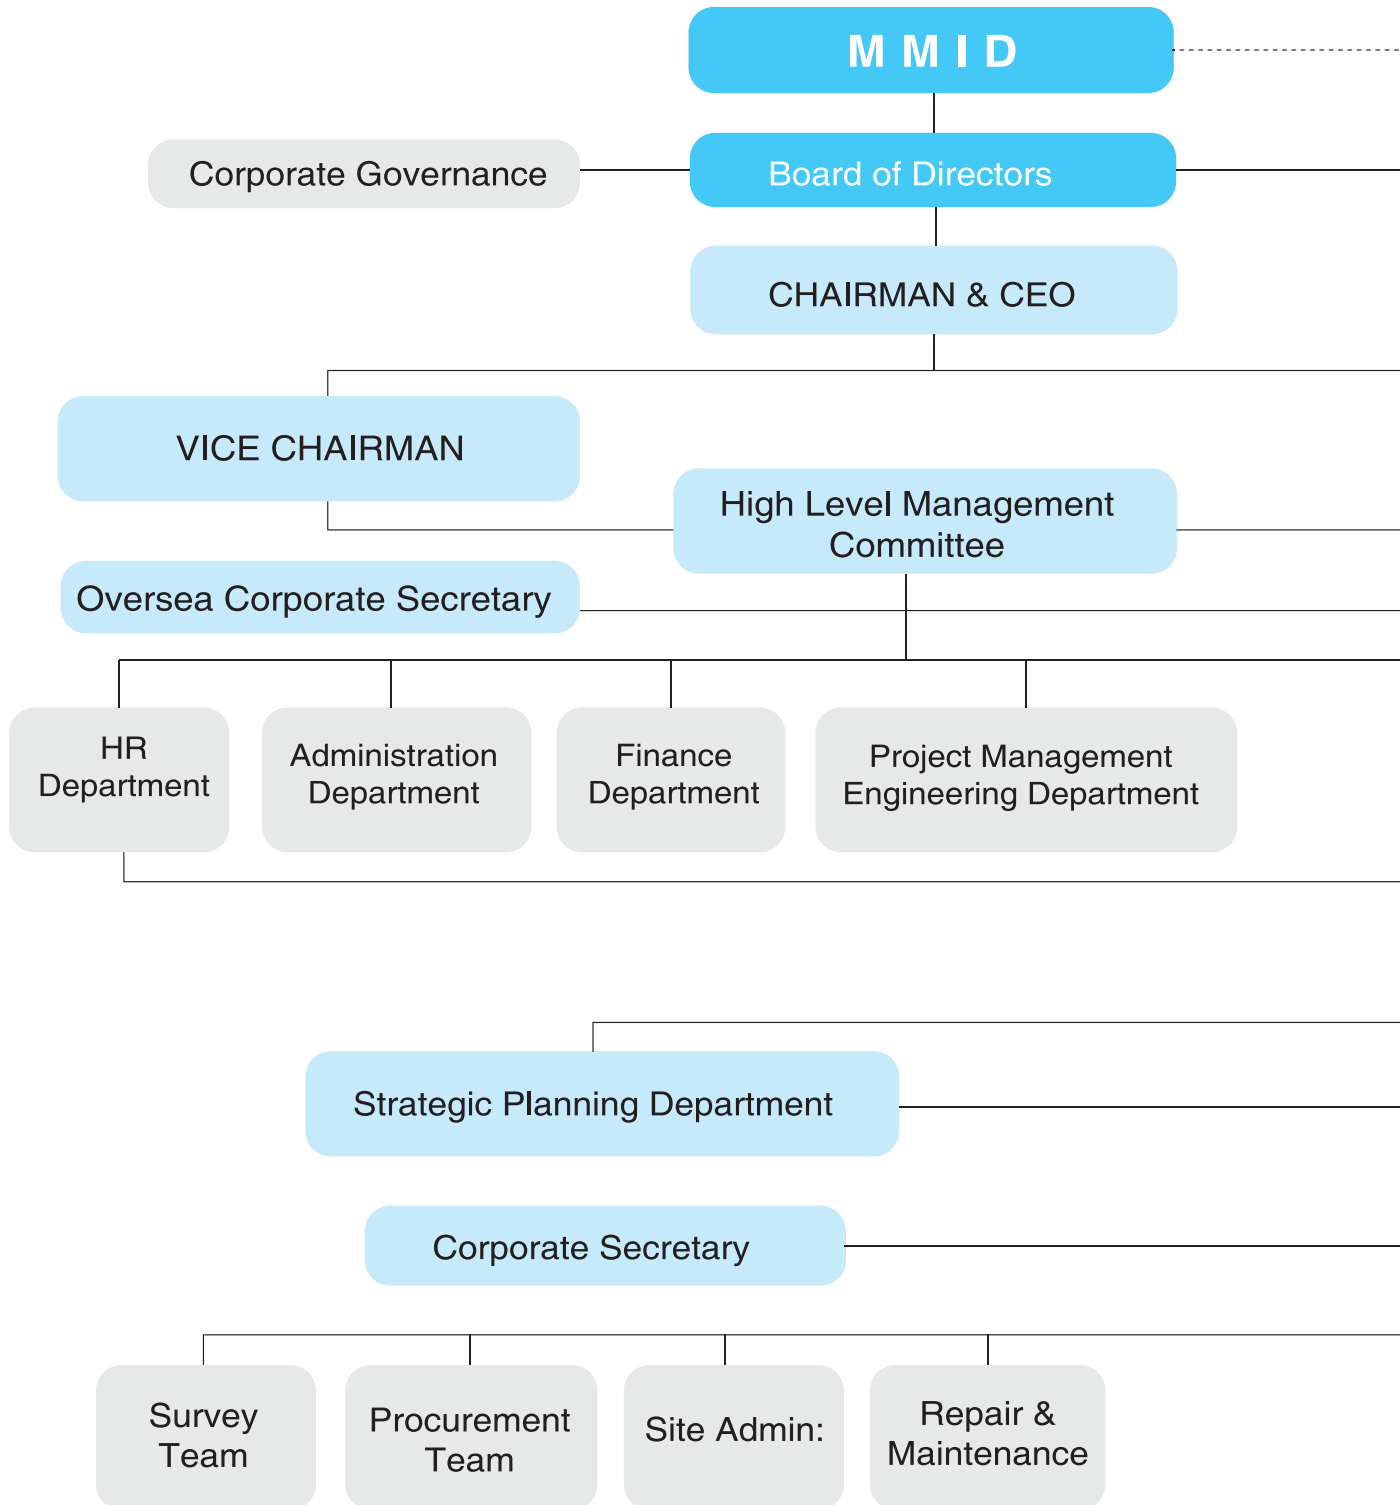 M M I D
Corporate Governance
Board of Directors
CHAIRMAN & CEO
VICE CHAIRMAN
High Level Management
Committee
Oversea Corporate Secretary
HR
Department
Administration
Department
Finance
Department
Project Management
Engineering Department
Strategic Planning Department
Corporate Secretary
Survey
Team
Procurement
Team
Site Admin:
Repair &
Maintenance